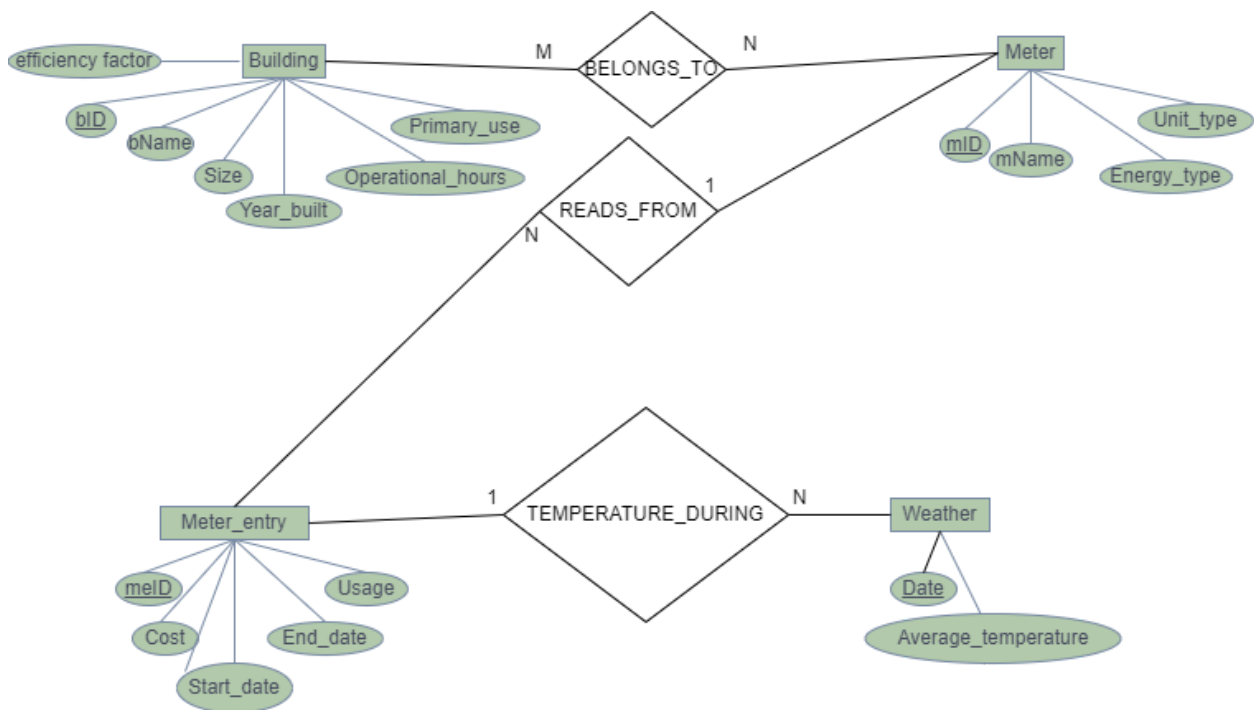 efficiency factor
Building
M
BELONGS_TO
N
Meter
bID
bName
Size
Year_built
Operational_hours
Primary_use
mID
mName
Energy_type
Unit_type
READS_FROM
1
N
Meter_entry
1
TEMPERATURE_DURING
N
Weather
meID
Cost
Start_date
End_date
Usage
Date
Average_temperature